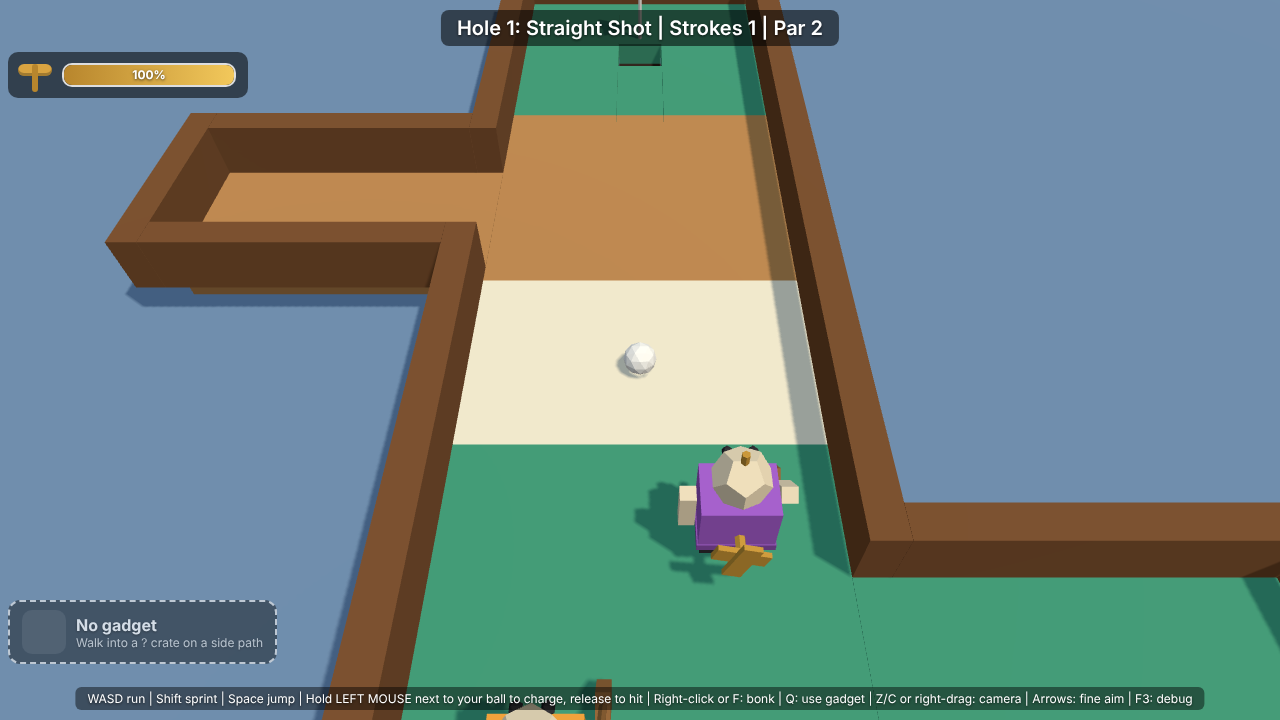 Hole 1: Straight Shot | Strokes 1 | Par 2
100%
No gadget
Walk into a ? crate on a side path
WASD run | Shift sprint | Space jump | Hold LEFT MOUSE next to your ball to charge, release to hit | Right-click or F: bonk | Q: use gadget | Z/C or right-drag: camera | Arrows: fine aim | F3: debug